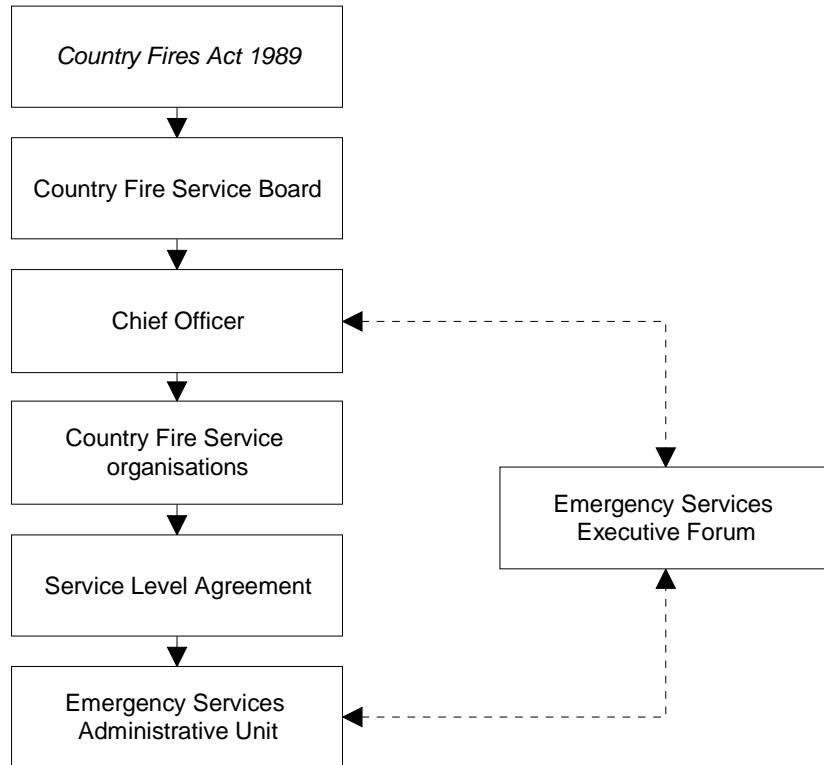 Country Fires Act 1989
Country Fire Service Board
Chief Officer
Country Fire Service
organisations
Emergency Services
Executive Forum
Service Level Agreement
Emergency Services
Administrative Unit